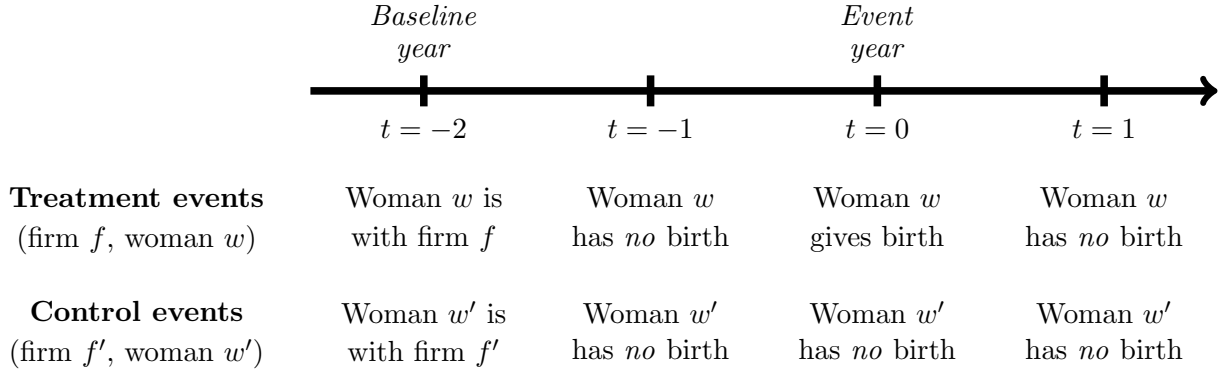 Baseline year
Event year
t = −2
t = −1
t = 0
t = 1
Treatment events
(firm f, woman w)
Woman w is
with firm f
Woman w
has no birth
Woman w
gives birth
Woman w
has no birth
Control events
(firm f′, woman w′)
Woman w′ is
with firm f′
Woman w′
has no birth
Woman w′
has no birth
Woman w′
has no birth